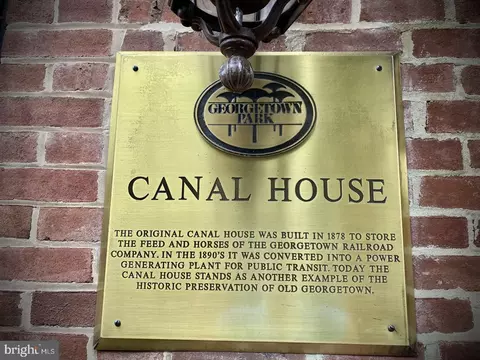 GEORGETOWN
PARK
CANAL HOUSE
THE ORIGINAL CANAL HOUSE WAS BUILT IN 1878 TO STORE
THE FEED AND HORSES OF THE GEORGETOWN RAILROAD
COMPANY. IN THE 1890'S IT WAS CONVERTED INTO A POWER
GENERATING PLANT FOR PUBLIC TRANSIT. TODAY THE
CANAL HOUSE STANDS AS ANOTHER EXAMPLE OF THE
HISTORIC PRESERVATION OF OLD GEORGETOWN.
bright MLS